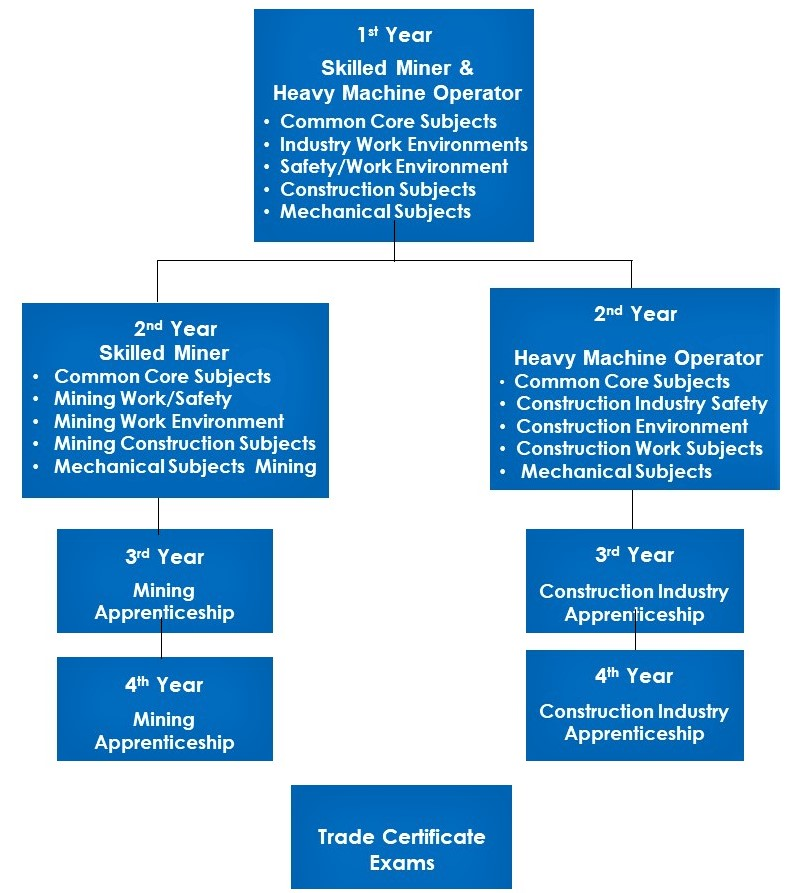 1st Year
Skilled Miner &
Heavy Machine Operator
• Common Core Subjects
• Industry Work Environments
• Safety/Work Environment
• Construction Subjects
• Mechanical Subjects
2nd Year
Skilled Miner
• Common Core Subjects
• Mining Work/Safety
• Mining Work Environment
• Mining Construction Subjects
• Mechanical Subjects Mining
2nd Year
Heavy Machine Operator
• Common Core Subjects
• Construction Industry Safety
• Construction Environment
• Construction Work Subjects
• Mechanical Subjects
3rd Year
Mining
Apprenticeship
3rd Year
Construction Industry
Apprenticeship
4th Year
Mining
Apprenticeship
4th Year
Construction Industry
Apprenticeship
Trade Certificate
Exams